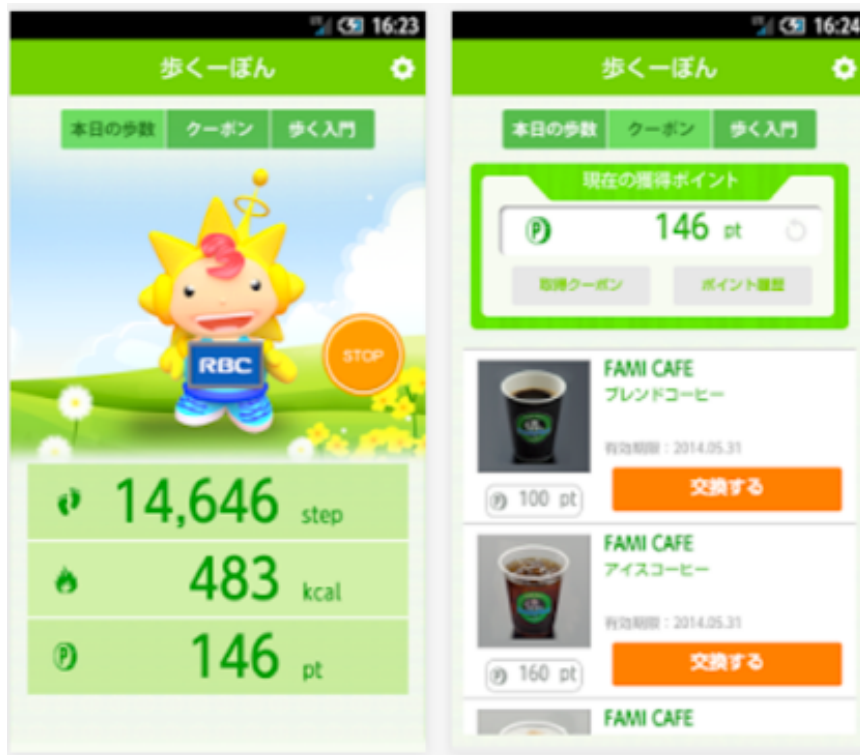 16:23
歩くーぽん
本日の歩数 クーポン 歩く入門
RBC
STOP
14,646 step
483 kcal
P 146 pt
16:24
歩くーぽん
本日の歩数 クーポン 歩く入門
現在の獲得ポイント
P 146 pt
取得クーポン ポイント履歴
FAMI CAFE
ブレンドコーヒー
有効期限：2014.05.31
P 100 pt 交換する
FAMI CAFE
アイスコーヒー
有効期限：2014.05.31
P 160 pt 交換する
FAMI CAFE